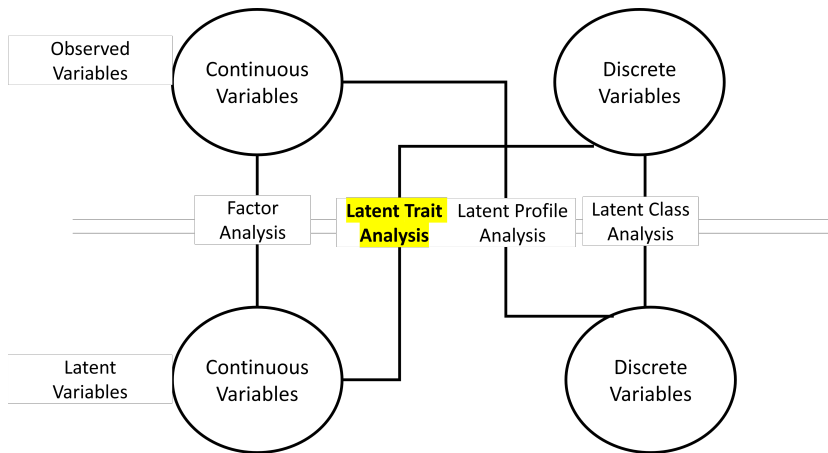 Observed
Variables
Continuous
Variables
Discrete
Variables
Factor
Analysis
Latent Trait
Analysis
Latent Profile
Analysis
Latent Class
Analysis
Latent
Variables
Continuous
Variables
Discrete
Variables